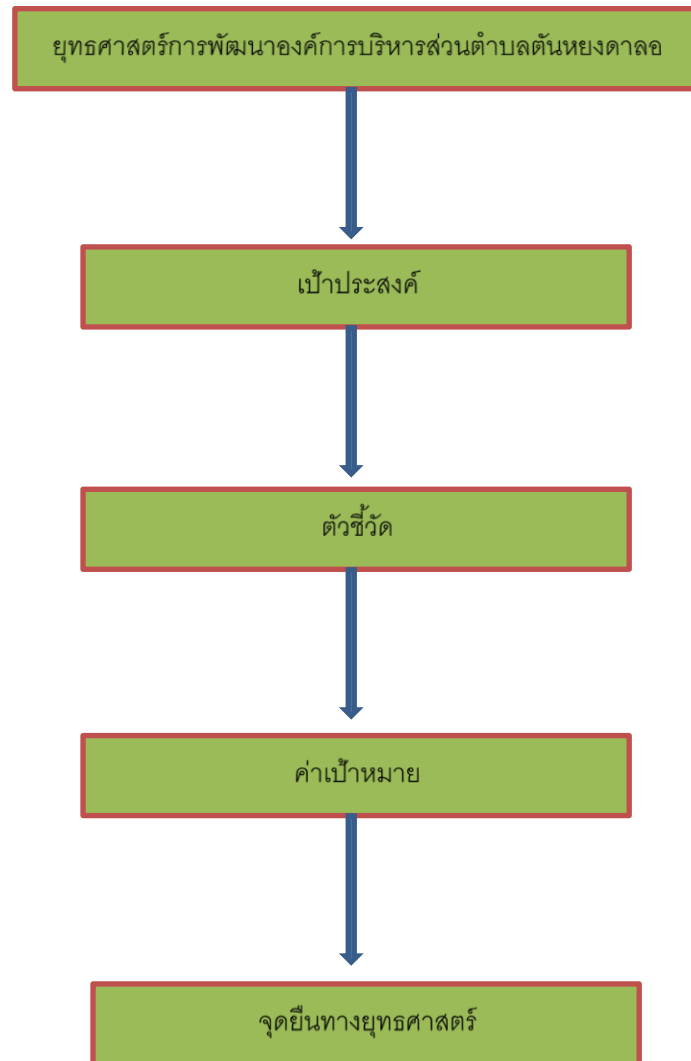 ยุทธศาสตร์การพัฒนาองค์การบริหารส่วนตำบลตันหยงดาลอ
เป้าประสงค์
ตัวชี้วัด
ค่าเป้าหมาย
จุดยืนทางยุทธศาสตร์